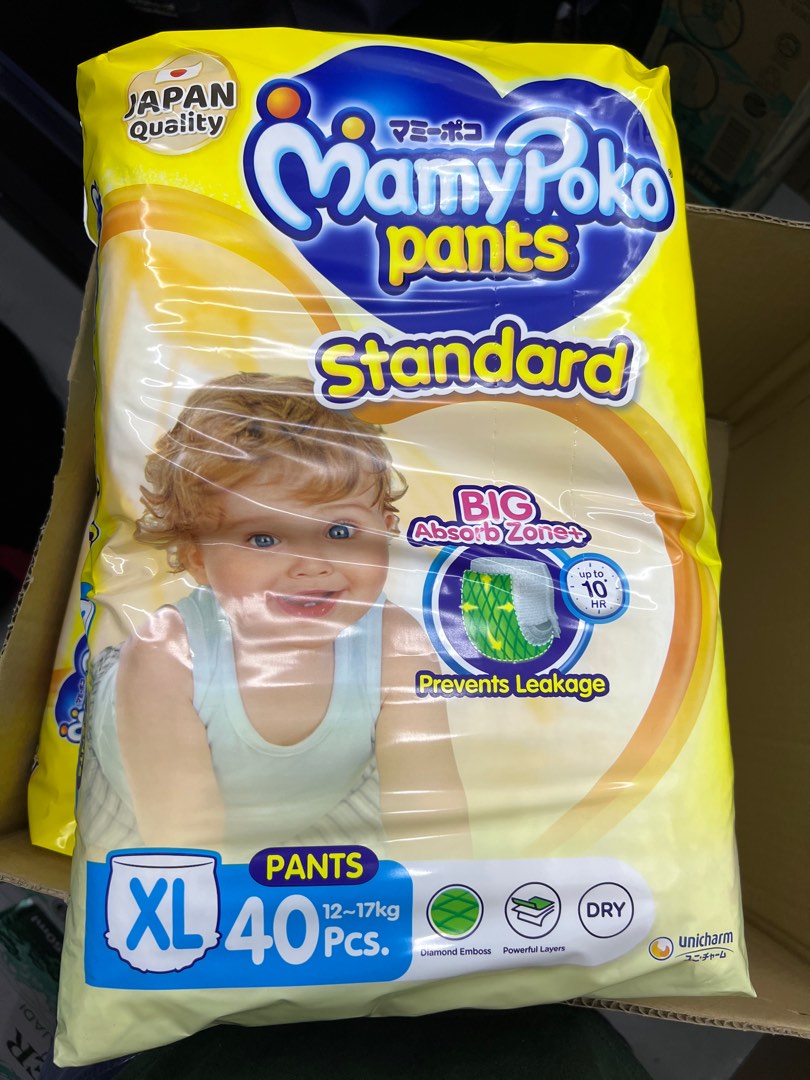 JAPAN
Quality
マミーポコ
MamyPoko
pants
Standard
BIG
Absorb Zone+
up to
10
HR
Prevents Leakage
PANTS
XL
40
12~17kg
Pcs.
Diamond Emboss
Powerful Layers
DRY
unicharm
ユニ・チャーム